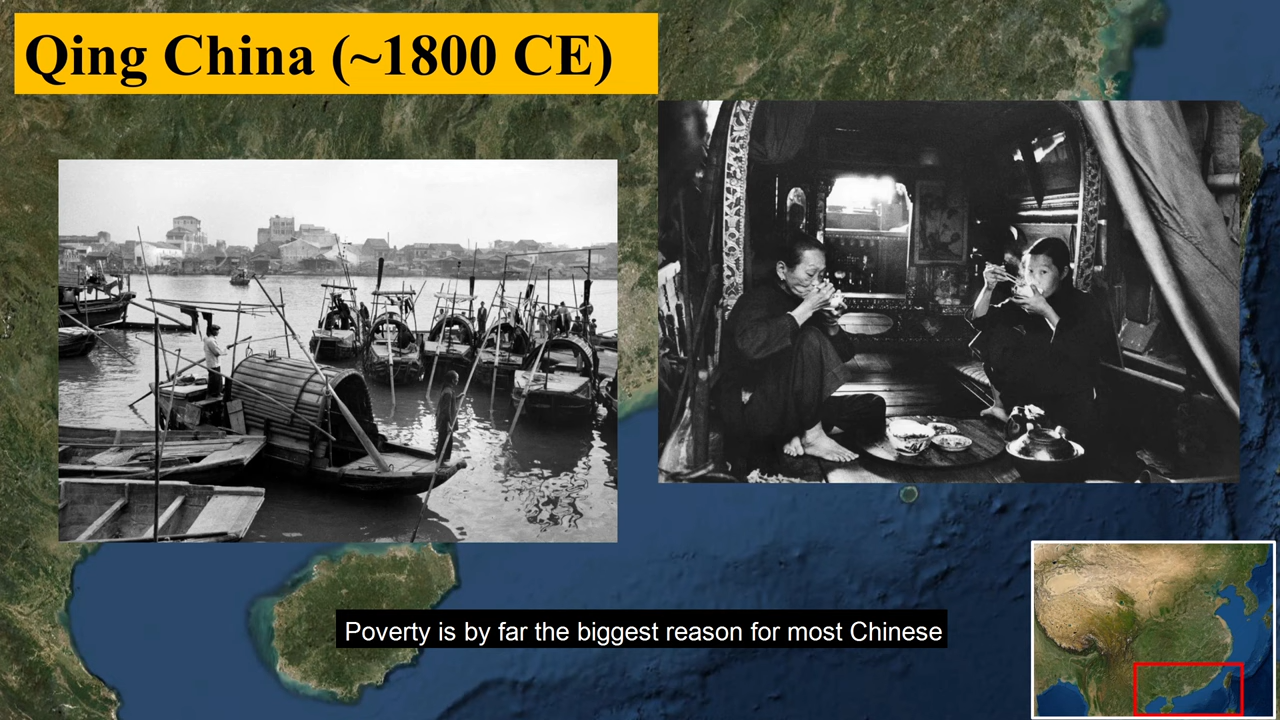 Qing China (~1800 CE)
Poverty is by far the biggest reason for most Chinese